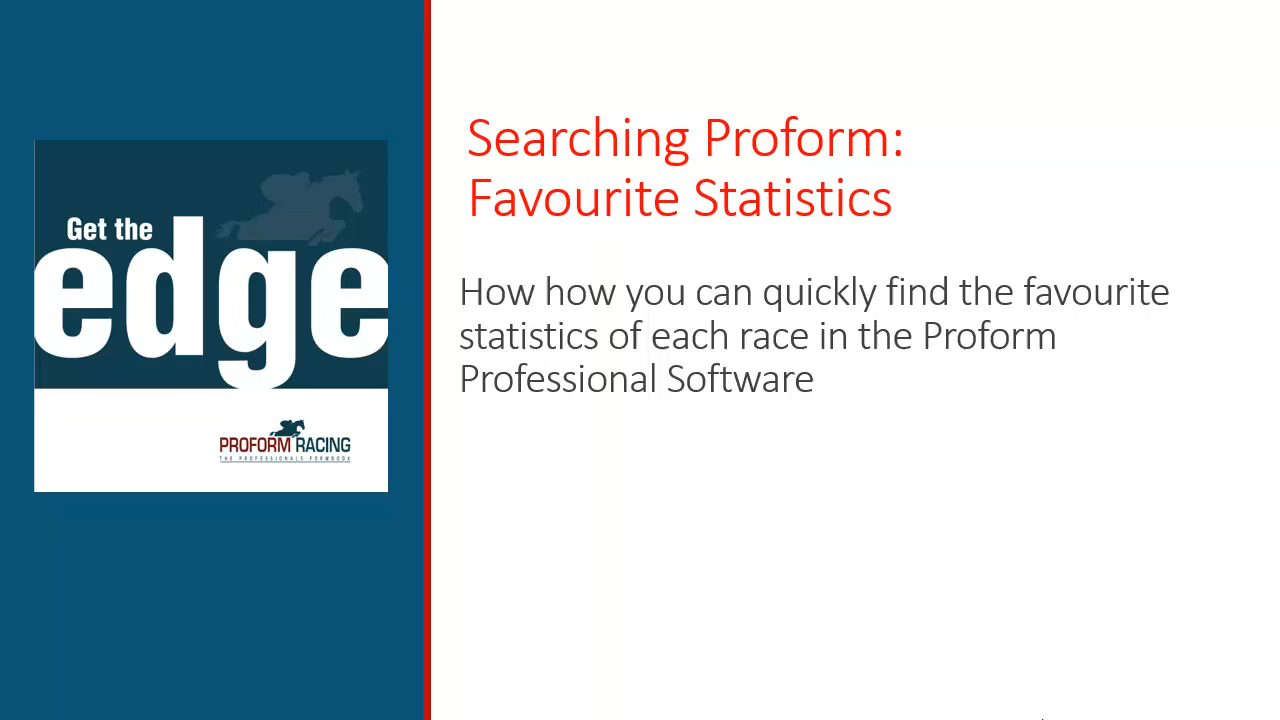 Get the
edge
PROFORM RACING
THE PROFESSIONALS FORMBOOK
Searching Proform:
Favourite Statistics
How how you can quickly find the favourite
statistics of each race in the Proform
Professional Software